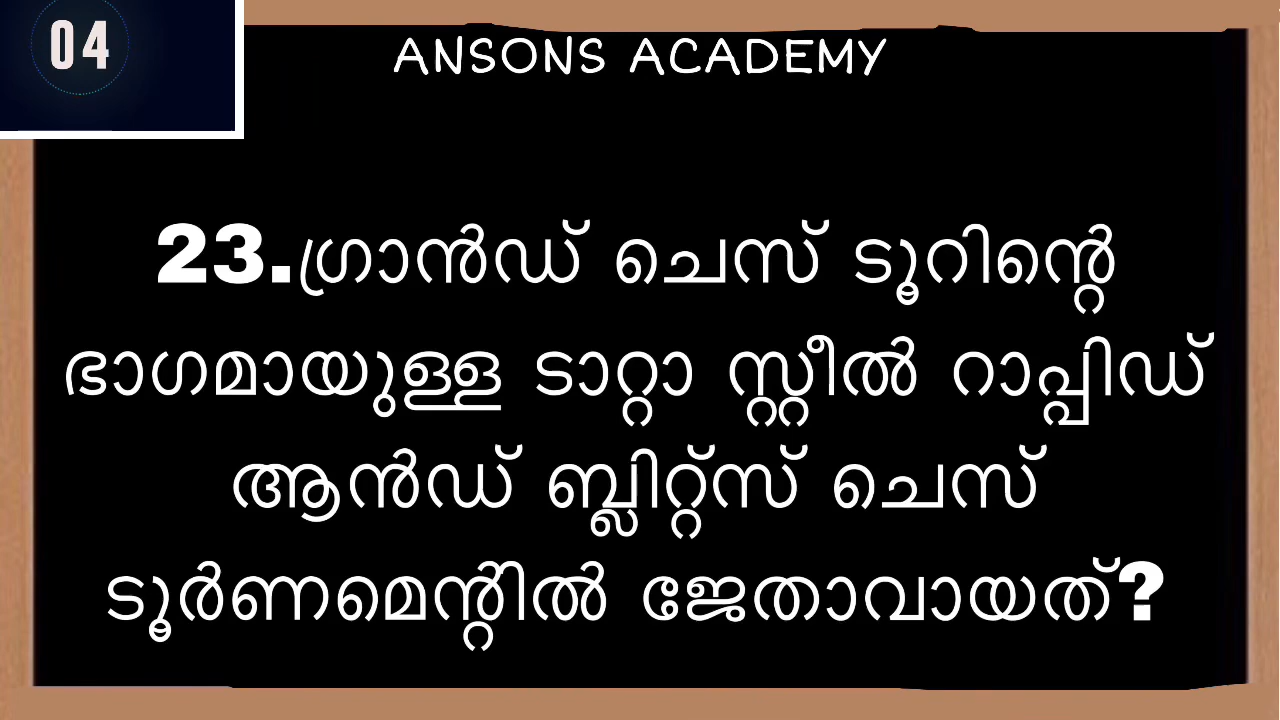 04
ANSONS ACADEMY
23.ഗ്രാൻഡ് ചെസ് ടൂറിന്റെ
ഭാഗമായുള്ള ടാറ്റാ സ്റ്റീൽ റാപ്പിഡ്
ആൻഡ് ബ്ലിറ്റ്സ് ചെസ്
ടൂർണമെന്റിൽ ജേതാവായത്?